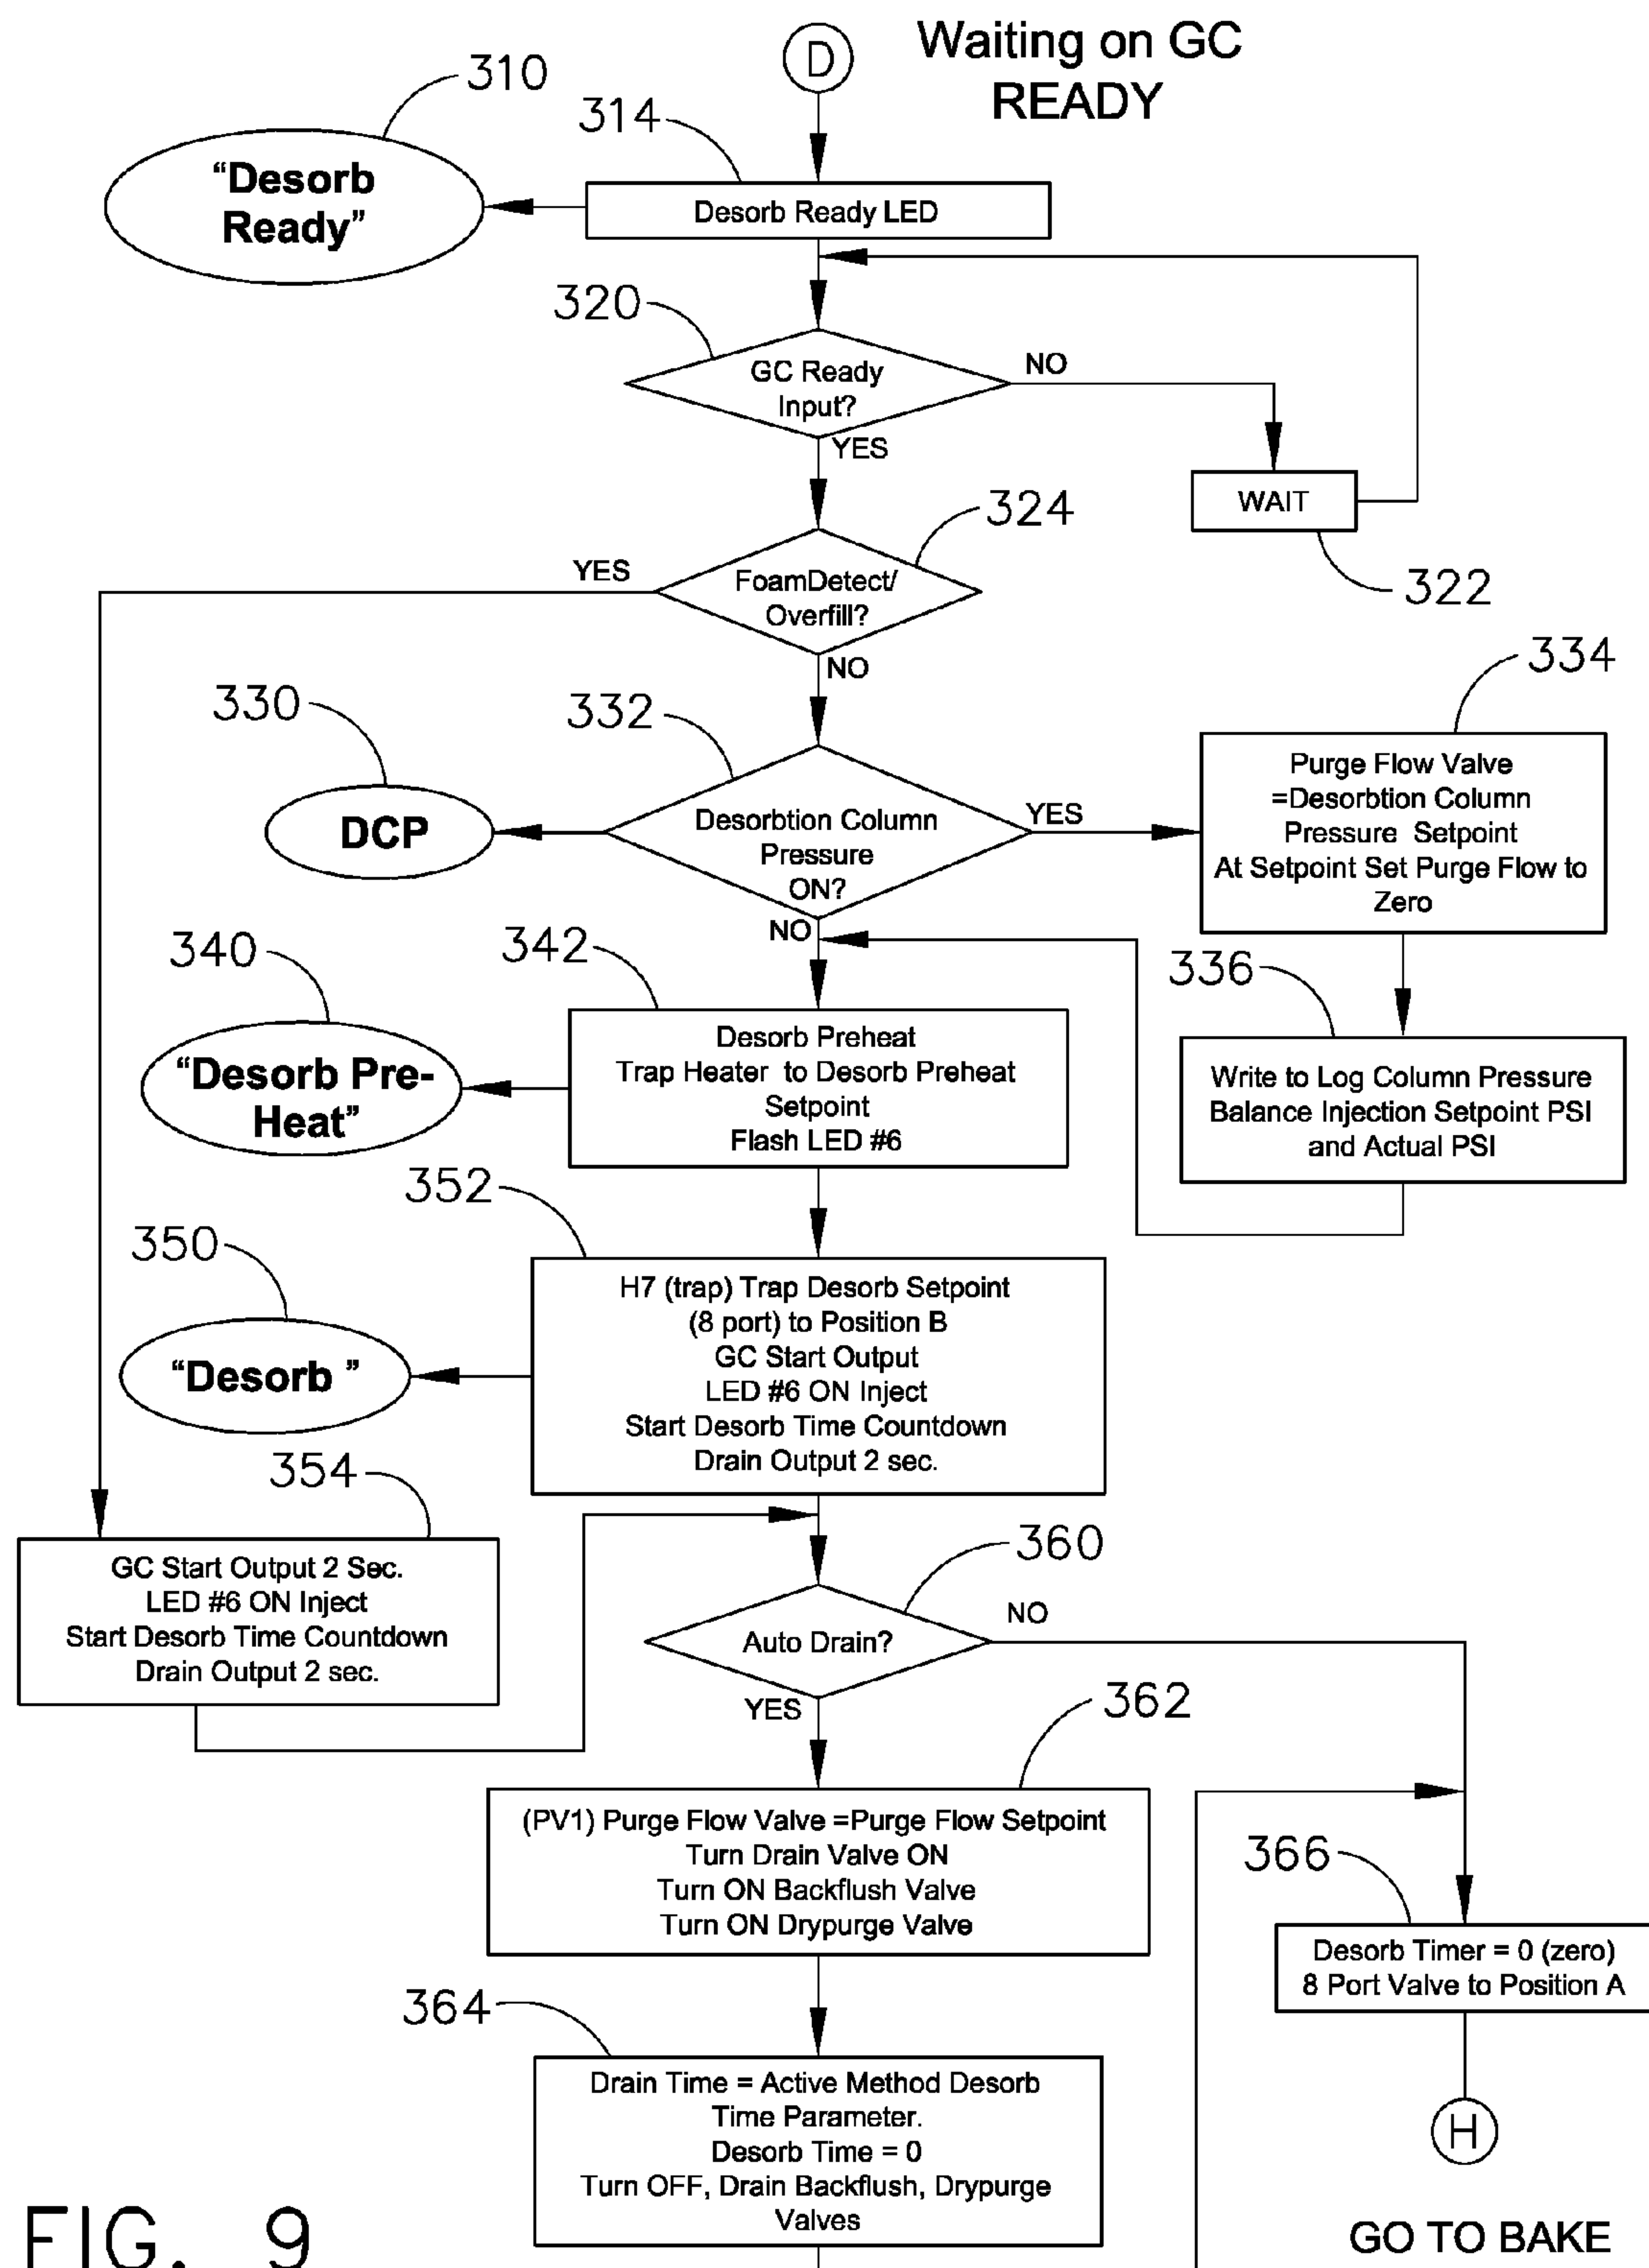 D
Waiting on GC
READY
310
314
“Desorb
Ready”
Desorb Ready LED
320
GC Ready
Input?
NO
YES
WAIT
322
324
FoamDetect/
Overfill?
YES
NO
330
332
334
DCP
Desorbtion Column
Pressure
ON?
YES
NO
Purge Flow Valve
=Desorbtion Column
Pressure Setpoint
At Setpoint Set Purge Flow to
Zero
336
Write to Log Column Pressure
Balance Injection Setpoint PSI
and Actual PSI
340
342
“Desorb Pre-
Heat”
Desorb Preheat
Trap Heater to Desorb Preheat
Setpoint
Flash LED #6
350
352
“Desorb ”
H7 (trap) Trap Desorb Setpoint
(8 port) to Position B
GC Start Output
LED #6 ON Inject
Start Desorb Time Countdown
Drain Output 2 sec.
354
GC Start Output 2 Sec.
LED #6 ON Inject
Start Desorb Time Countdown
Drain Output 2 sec.
360
Auto Drain?
NO
YES
362
(PV1) Purge Flow Valve =Purge Flow Setpoint
Turn Drain Valve ON
Turn ON Backflush Valve
Turn ON Drypurge Valve
366
Desorb Timer = 0 (zero)
8 Port Valve to Position A
364
Drain Time = Active Method Desorb
Time Parameter.
Desorb Time = 0
Turn OFF, Drain Backflush, Drypurge
Valves
H
GO TO BAKE
FIG. 9